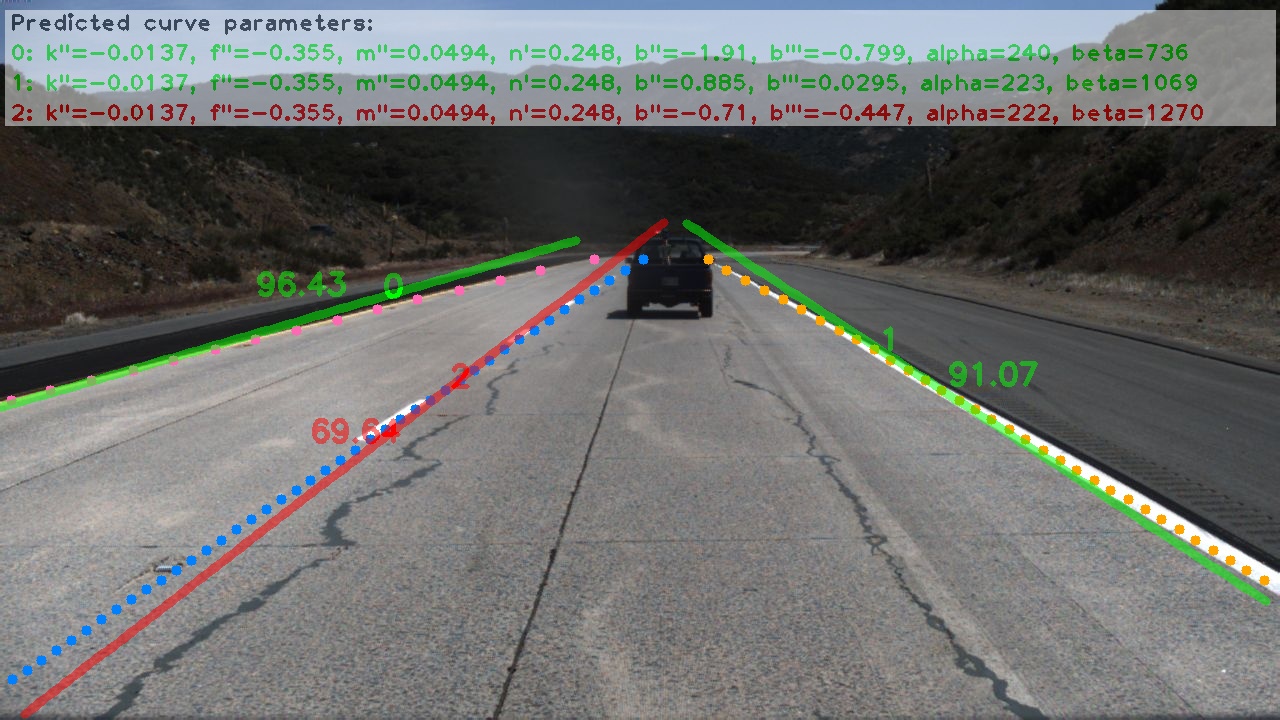 Predicted curve parameters:
0: k''=-0.0137, f''=-0.355, m''=0.0494, n'=0.248, b''=-1.91, b'''=-0.799, alpha=240, beta=736
1: k''=-0.0137, f''=-0.355, m''=0.0494, n'=0.248, b''=0.885, b'''=0.0295, alpha=223, beta=1069
2: k''=-0.0137, f''=-0.355, m''=0.0494, n'=0.248, b''=-0.71, b'''=-0.447, alpha=222, beta=1270
96.43 0
1
91.07
2
69.64